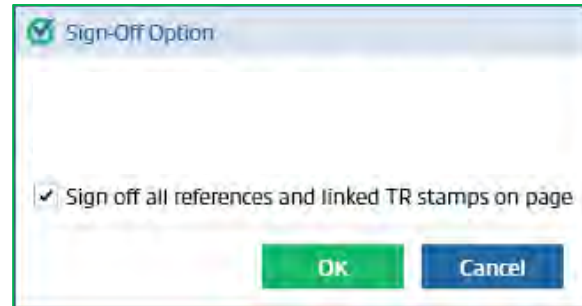 Sign-Off Option
Sign off all references and linked TR stamps on page
OK Cancel